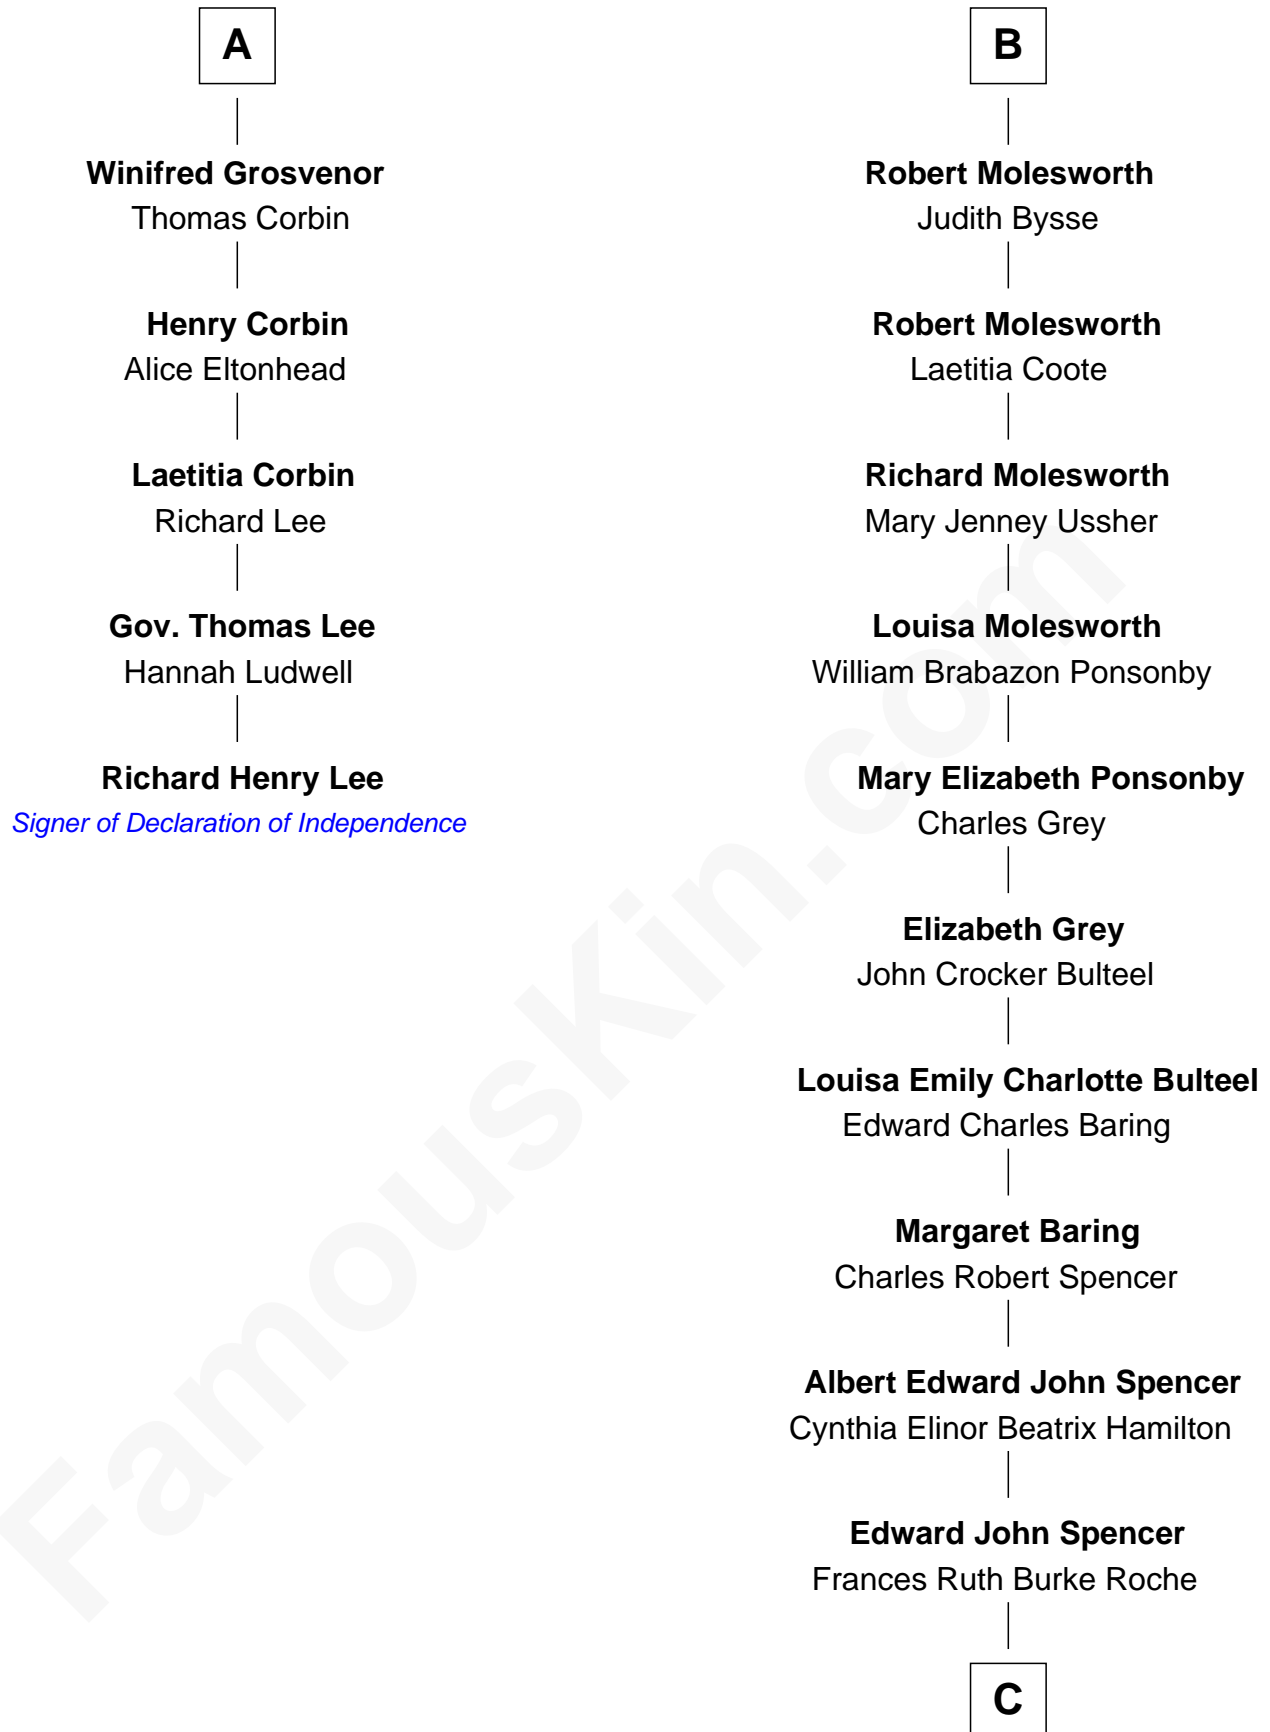 A
Winifred Grosvenor
Thomas Corbin
Henry Corbin
Alice Eltonhead
Laetitia Corbin
Richard Lee
Gov. Thomas Lee
Hannah Ludwell
Richard Henry Lee
Signer of Declaration of Independence
B
Robert Molesworth
Judith Bysse
Robert Molesworth
Laetitia Coote
Richard Molesworth
Mary Jenney Ussher
Louisa Molesworth
William Brabazon Ponsonby
Mary Elizabeth Ponsonby
Charles Grey
Elizabeth Grey
John Crocker Bulteel
Louisa Emily Charlotte Bulteel
Edward Charles Baring
Margaret Baring
Charles Robert Spencer
Albert Edward John Spencer
Cynthia Elinor Beatrix Hamilton
Edward John Spencer
Frances Ruth Burke Roche
C
FamousKin.com